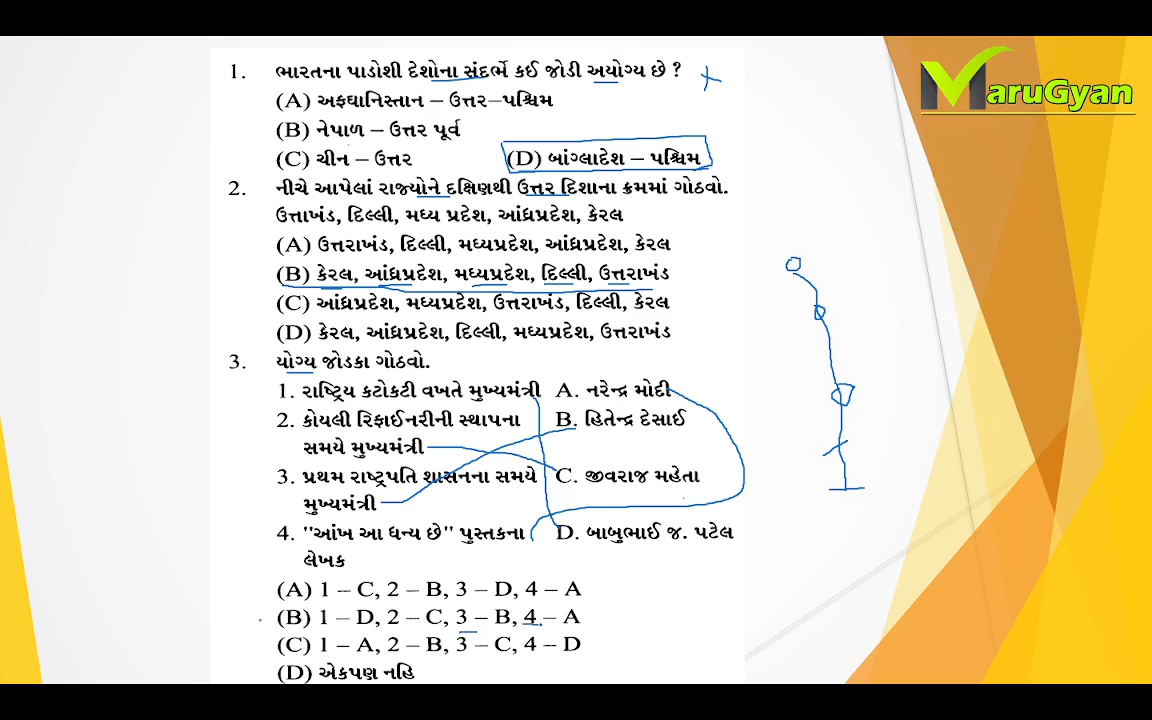 MaruGyan
1. ભારતના પાડોશી દેશોના સંદર્ભે કઈ જોડી અયોગ્ય છે ?
(A) અફઘાનિસ્તાન – ઉત્તર–પશ્ચિમ
(B) નેપાળ – ઉત્તર પૂર્વ
(C) ચીન – ઉત્તર (D) બાંગ્લાદેશ – પશ્ચિમ
2. નીચે આપેલાં રાજ્યોને દક્ષિણથી ઉત્તર દિશાના ક્રમમાં ગોઠવો.
ઉત્તાખંડ, દિલ્લી, મધ્ય પ્રદેશ, આંધ્રપ્રદેશ, કેરલ
(A) ઉત્તરાખંડ, દિલ્લી, મધ્યપ્રદેશ, આંધ્રપ્રદેશ, કેરલ
(B) કેરલ, આંધ્રપ્રદેશ, મધ્યપ્રદેશ, દિલ્લી, ઉત્તરાખંડ
(C) આંધ્રપ્રદેશ, મધ્યપ્રદેશ, ઉત્તરાખંડ, દિલ્લી, કેરલ
(D) કેરલ, આંધ્રપ્રદેશ, દિલ્લી, મધ્યપ્રદેશ, ઉત્તરાખંડ
3. યોગ્ય જોડકા ગોઠવો.
1. રાષ્ટ્રિય કટોકટી વખતે મુખ્યમંત્રી A. નરેન્દ્ર મોદી
2. કોયલી રિફાઈનરીની સ્થાપના B. હિતેન્દ્ર દેસાઈ
સમયે મુખ્યમંત્રી
3. પ્રથમ રાષ્ટ્રપતિ શાસનના સમયે C. જીવરાજ મહેતા
મુખ્યમંત્રી
4. "આંખ આ ધન્ય છે" પુસ્તકના D. બાબુભાઈ જ. પટેલ
લેખક
(A) 1 – C, 2 – B, 3 – D, 4 – A
(B) 1 – D, 2 – C, 3 – B, 4 – A
(C) 1 – A, 2 – B, 3 – C, 4 – D
(D) એકપણ નહિ